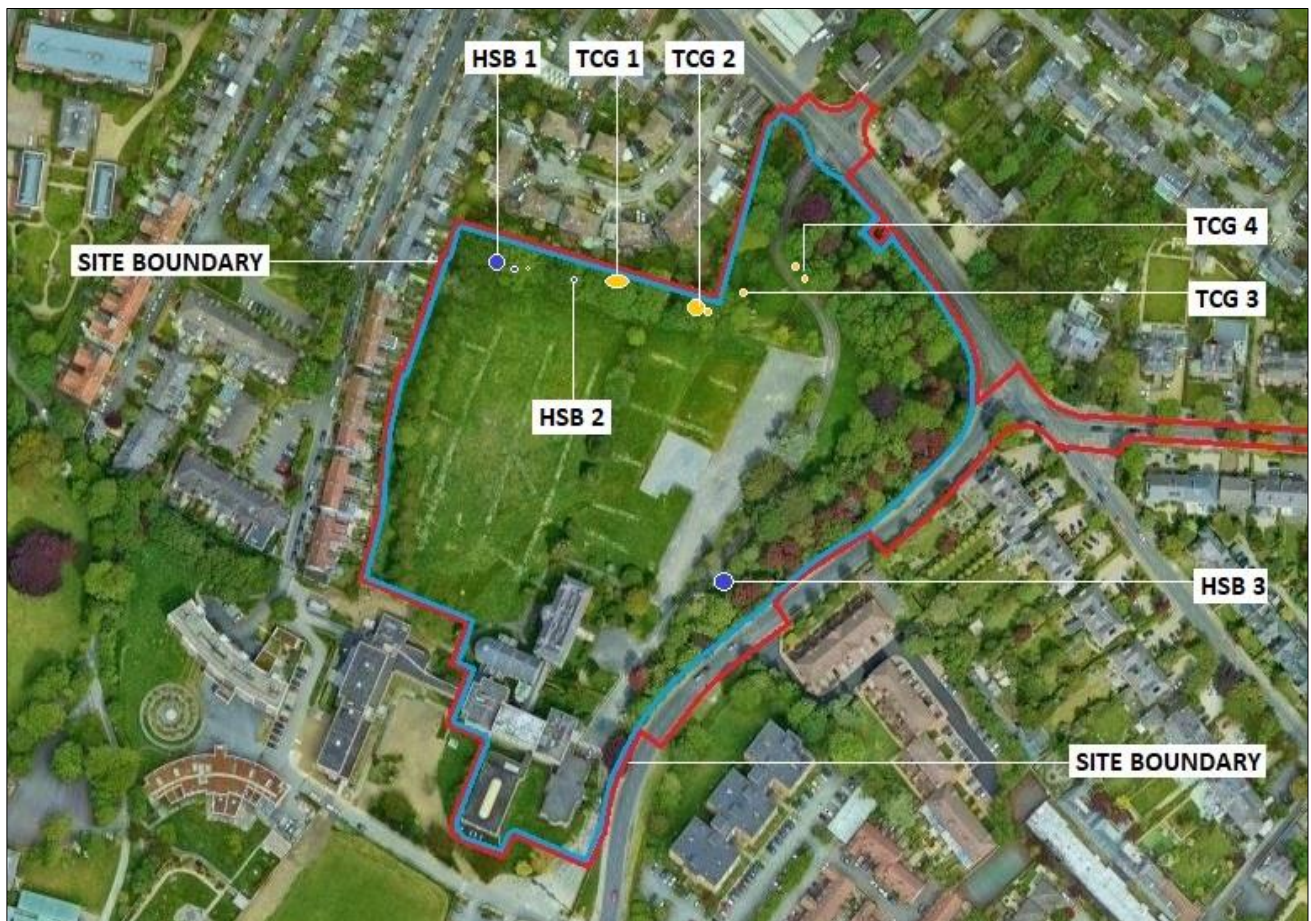 HSB 1
TCG 1
TCG 2
TCG 4
SITE BOUNDARY
TCG 3
HSB 2
HSB 3
SITE BOUNDARY